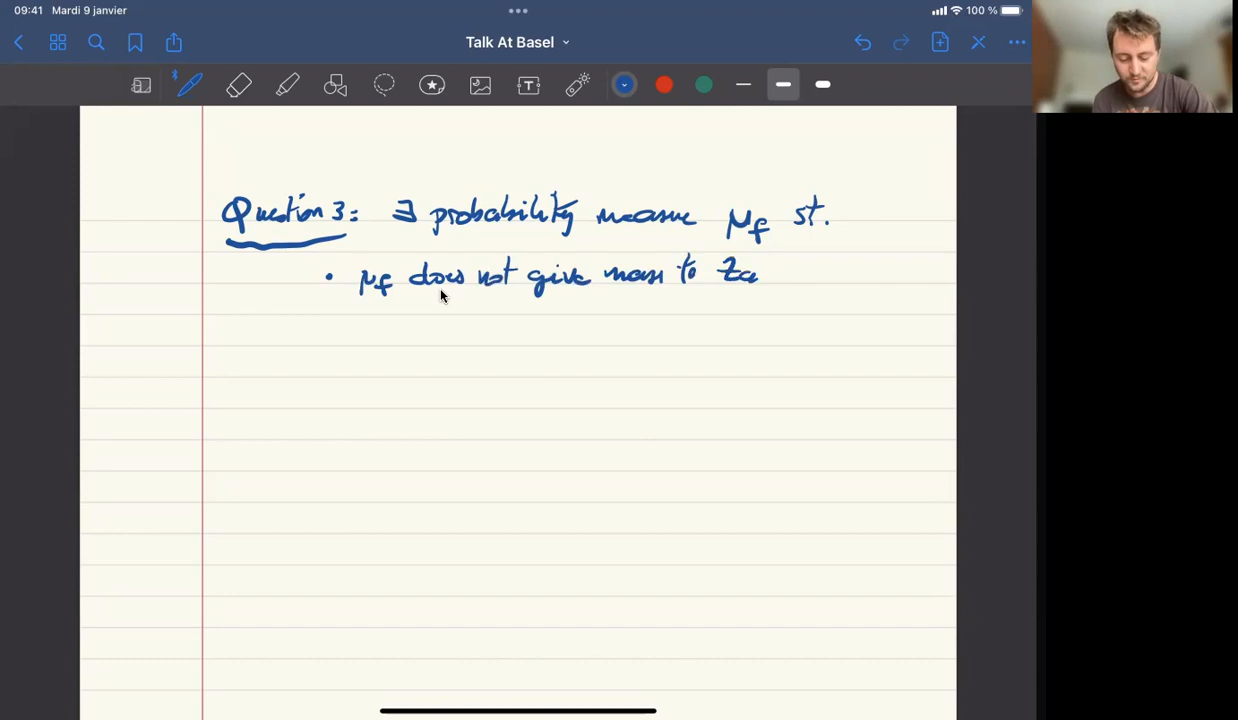 09:41 Mardi 9 janvier 100 %
Talk At Basel
Question 3: ∃ probability measure μf st.
• μf does not give mass to Za